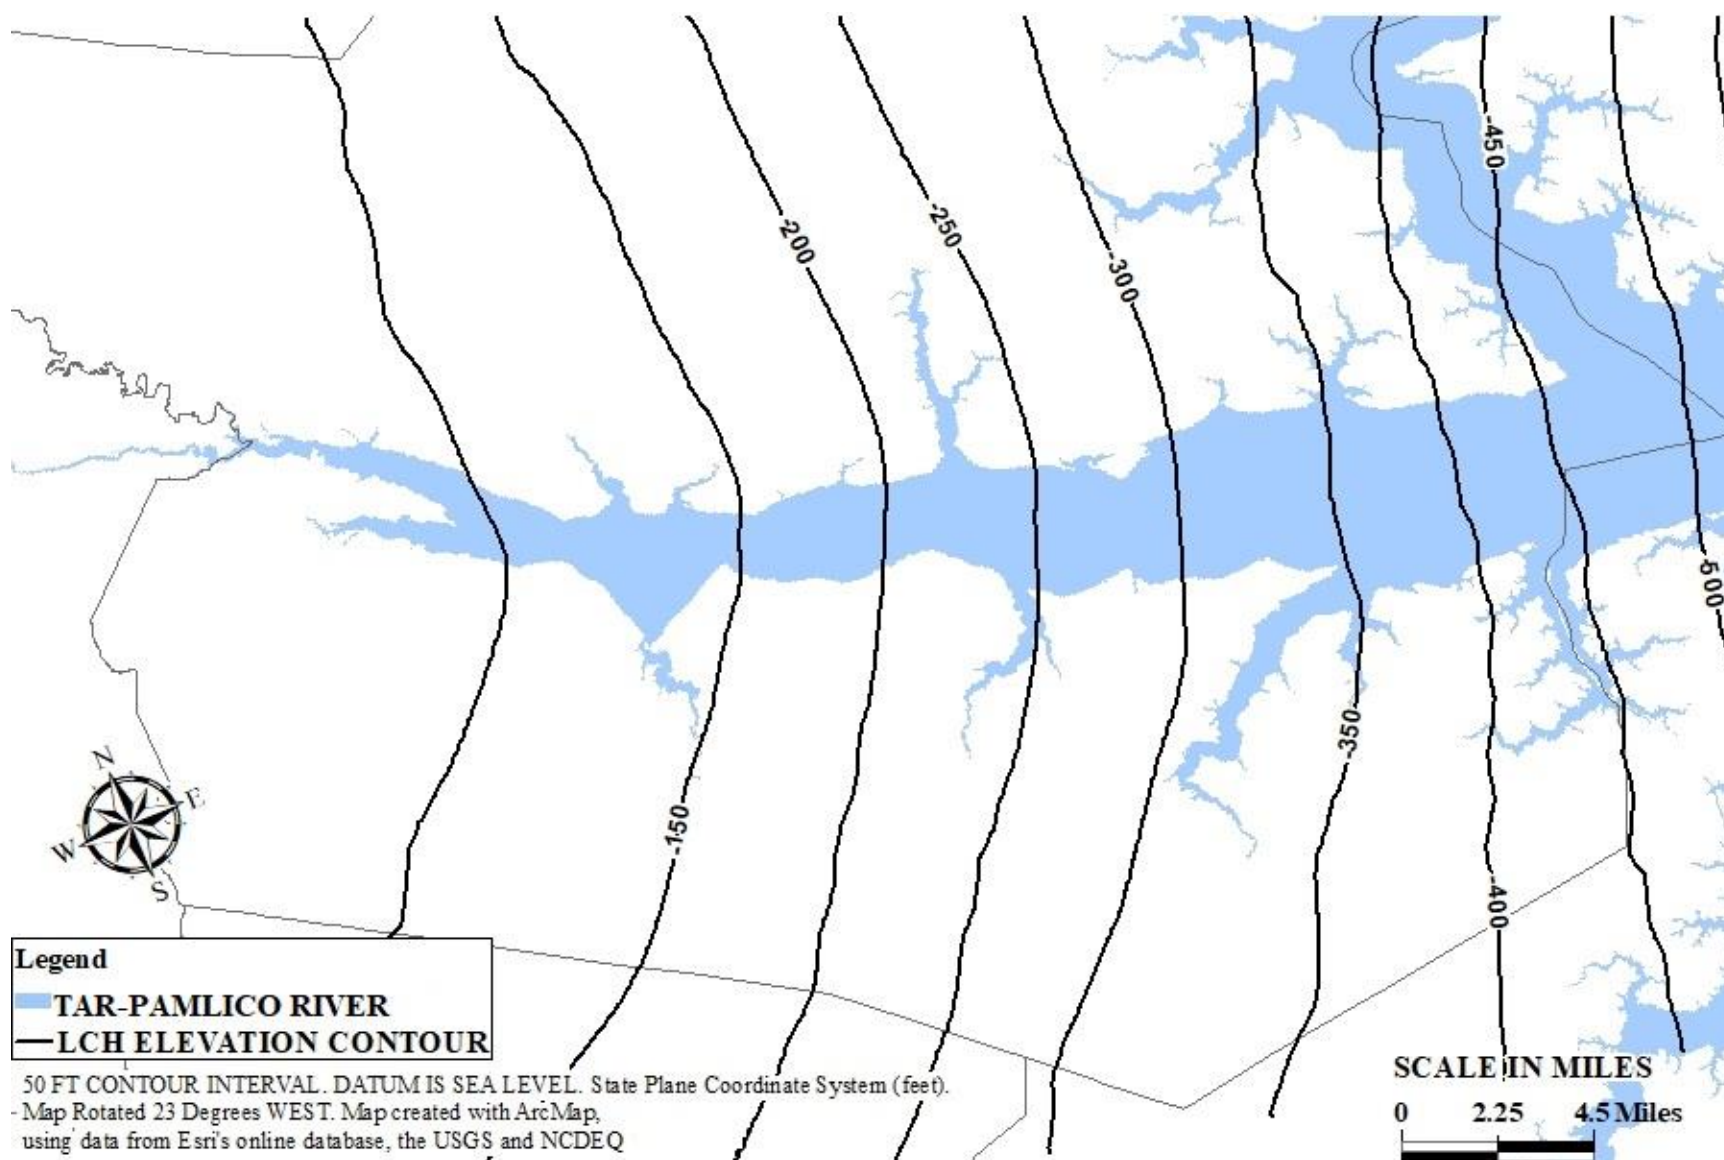 -450
-200
-250
-300
-500
-350
-150
-400
N
E
W
S
Legend
TAR-PAMLICO RIVER
LCH ELEVATION CONTOUR
50 FT CONTOUR INTERVAL. DATUM IS SEA LEVEL. State Plane Coordinate System (feet).
Map Rotated 23 Degrees WEST. Map created with ArcMap,
using data from Esri's online database, the USGS and NCDEQ
SCALE IN MILES
0 2.25 4.5 Miles